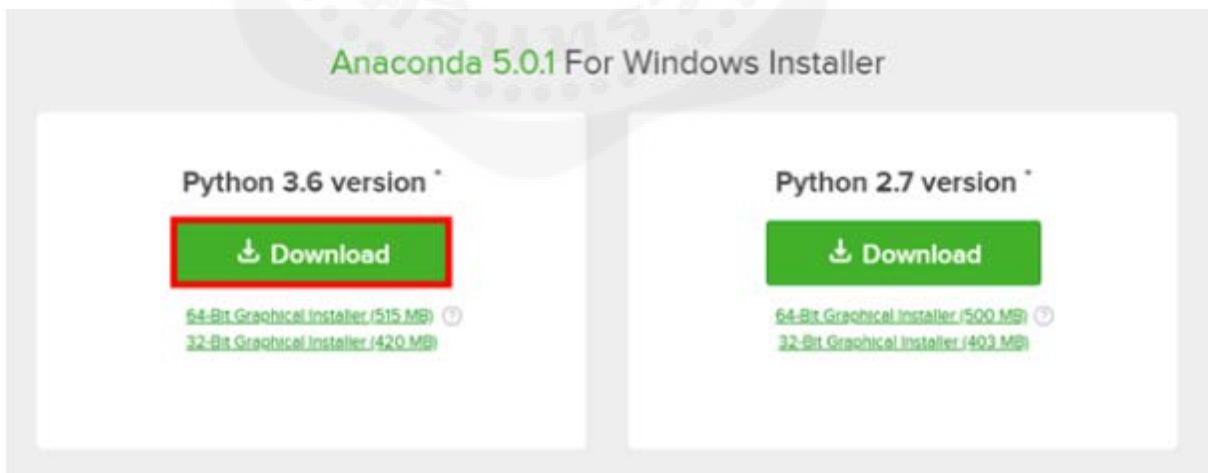 Anaconda 5.0.1 For Windows Installer
Python 3.6 version *
Download
64-Bit Graphical Installer (515 MB) ?
32-Bit Graphical Installer (420 MB)
Python 2.7 version *
Download
64-Bit Graphical Installer (500 MB) ?
32-Bit Graphical Installer (403 MB)